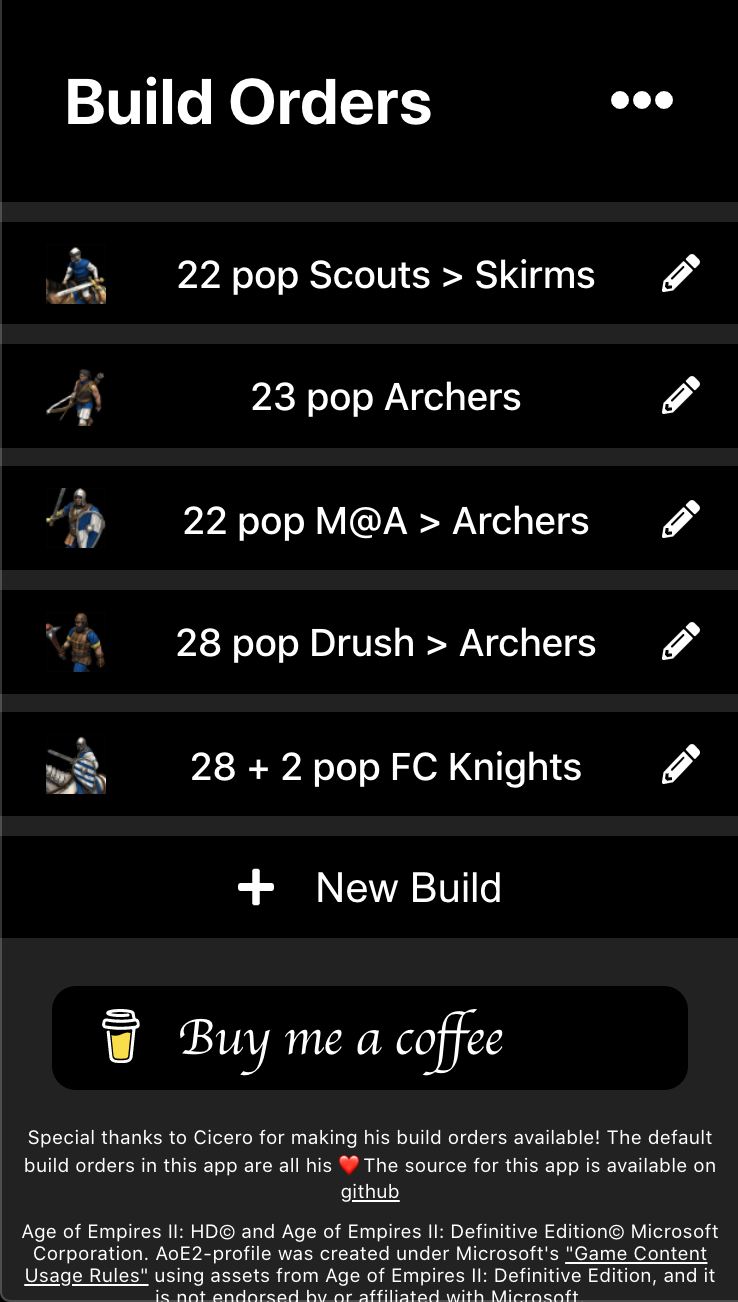 Build Orders
22 pop Scouts > Skirms
23 pop Archers
22 pop M@A > Archers
28 pop Drush > Archers
28 + 2 pop FC Knights
New Build
Buy me a coffee
Special thanks to Cicero for making his build orders available! The default
build orders in this app are all his ❤️ The source for this app is available on
github
Age of Empires II: HD© and Age of Empires II: Definitive Edition© Microsoft
Corporation. AoE2-profile was created under Microsoft's "Game Content
Usage Rules" using assets from Age of Empires II: Definitive Edition, and it
is not endorsed by or affiliated with Microsoft.